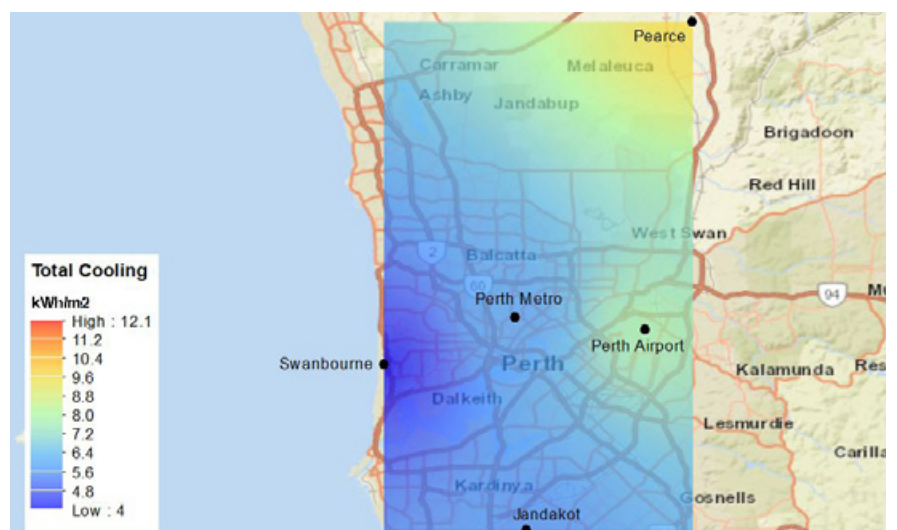 Pearce
Carramar
Melaleuca
Ashby
Jandabup
Brigadoon
Red Hill
West Swan
2
Balcatta
Total Cooling
60
94
kWh/m2
Perth Metro
High : 12.1
11.2
Perth Airport
10.4
Swanbourne
Perth
Kalamunda
9.6
8.8
Dalkeith
8.0
Lesmurdie
7.2
6.4
5.6
Kardinya
4.8
Gosnells
Low : 4
Jandakot